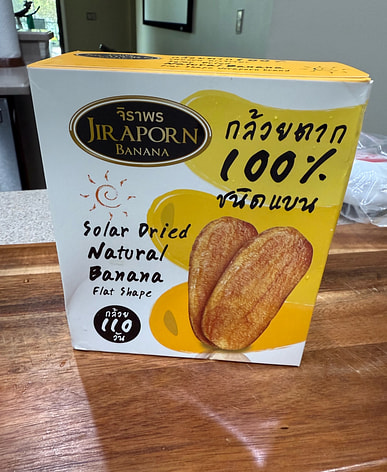 จิราพร
JIRAPORN
BANANA
กล้วยตาก
100%
ชนิดแบน
Solar Dried
Natural
Banana
Flat Shape
กล้วย
110
วัน